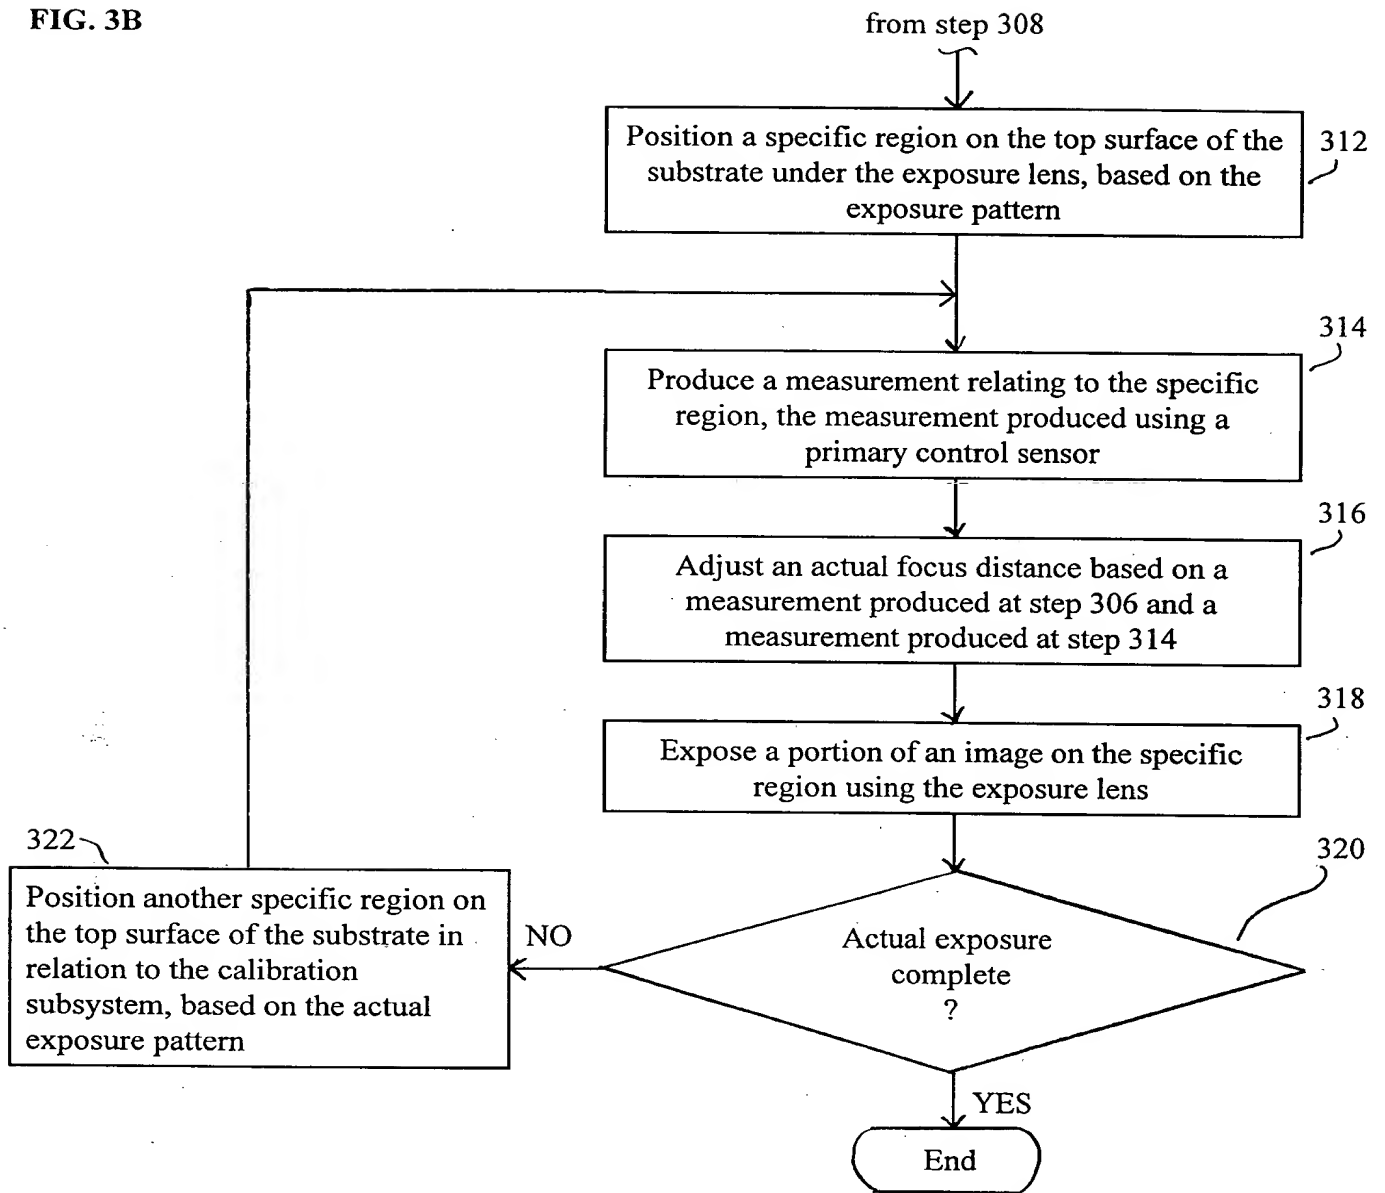 FIG. 3B
from step 308
Position a specific region on the top surface of the
substrate under the exposure lens, based on the
exposure pattern
312
314
Produce a measurement relating to the specific
region, the measurement produced using a
primary control sensor
316
Adjust an actual focus distance based on a
measurement produced at step 306 and a
measurement produced at step 314
318
Expose a portion of an image on the specific
region using the exposure lens
320
Actual exposure
complete
?
322
Position another specific region on
the top surface of the substrate in
relation to the calibration
subsystem, based on the actual
exposure pattern
NO
YES
End